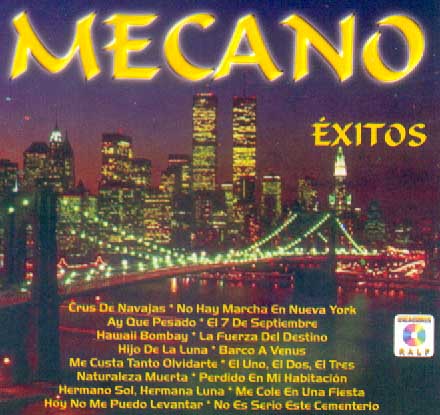 MECANO
ÉXITOS
Crus De Navajas * No Hay Marcha En Nueva York
Ay Que Pesado * El 7 De Septiembre
Hawaii Bombay * La Fuerza Del Destino
Hijo De La Luna * Barco A Venus
Me Custa Tanto Olvidarte * El Uno, El Dos, El Tres
Naturaleza Muerta * Perdido En Mi Habitación
Hermano Sol, Hermana Luna * Me Cole En Una Fiesta
Hoy No Me Puedo Levantar * No Es Serio Este Cementerio
RALP